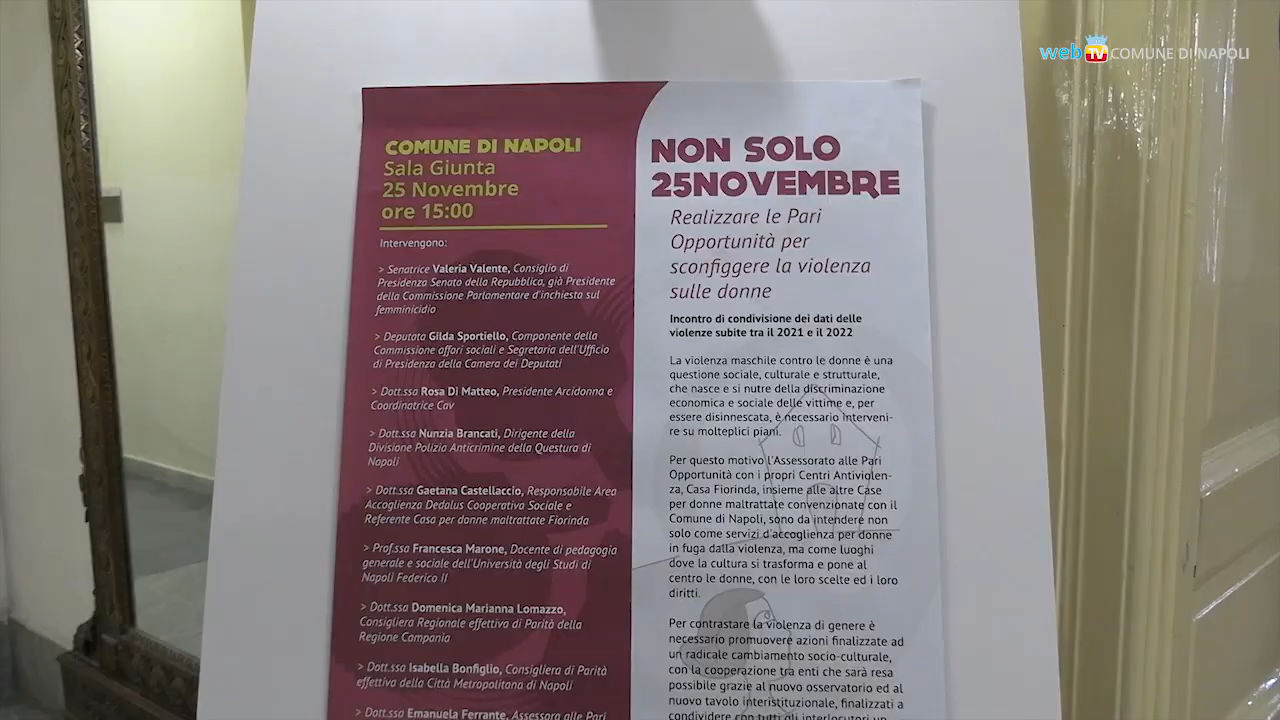 web TV COMUNE DI NAPOLI
COMUNE DI NAPOLI
Sala Giunta
25 Novembre
ore 15:00
Intervengono:
> Senatrice Valeria Valente, Consiglio di
Presidenza Senato della Repubblica, già Presidente
della Commissione Parlamentare d'inchiesta sul
femminicidio
> Deputata Gilda Sportiello, Componente della
Commissione affari sociali e Segretaria dell'Ufficio
di Presidenza della Camera dei Deputati
> Dott.ssa Rosa Di Matteo, Presidente Arcidonna e
Coordinatrice Cav
> Dott.ssa Nunzia Brancati, Dirigente della
Divisione Polizia Anticrimine della Questura di
Napoli
> Dott.ssa Gaetana Castellaccio, Responsabile Area
Accoglienza Dedalus Cooperativa Sociale e
Referente Casa per donne maltrattate Fiorinda
> Prof.ssa Francesca Marone, Docente di pedagogia
generale e sociale dell'Università degli Studi di
Napoli Federico II
> Dott.ssa Domenica Marianna Lomazzo,
Consigliera Regionale effettiva di Parità della
Regione Campania
> Dott.ssa Isabella Bonfiglio, Consigliera di Parità
effettiva della Città Metropolitana di Napoli
> Dott.ssa Emanuela Ferrante, Assessora alle Pari
NON SOLO
25NOVEMBRE
Realizzare le Pari
Opportunità per
sconfiggere la violenza
sulle donne
Incontro di condivisione dei dati delle
violenze subite tra il 2021 e il 2022
La violenza maschile contro le donne è una
questione sociale, culturale e strutturale,
che nasce e si nutre della discriminazione
economica e sociale delle vittime e, per
essere disinnescata, è necessario interveni-
re su molteplici piani.
Per questo motivo l'Assessorato alle Pari
Opportunità con i propri Centri Antiviolen-
za, Casa Fiorinda, insieme alle altre Case
per donne maltrattate convenzionate con il
Comune di Napoli, sono da intendere non
solo come servizi d'accoglienza per donne
in fuga dalla violenza, ma come luoghi
dove la cultura si trasforma e pone al
centro le donne, con le loro scelte ed i loro
diritti.
Per contrastare la violenza di genere è
necessario promuovere azioni finalizzate ad
un radicale cambiamento socio-culturale,
con la cooperazione tra enti che sarà resa
possibile grazie al nuovo osservatorio ed al
nuovo tavolo interistituzionale, finalizzati a
condividere con tutti gli interlocutori un